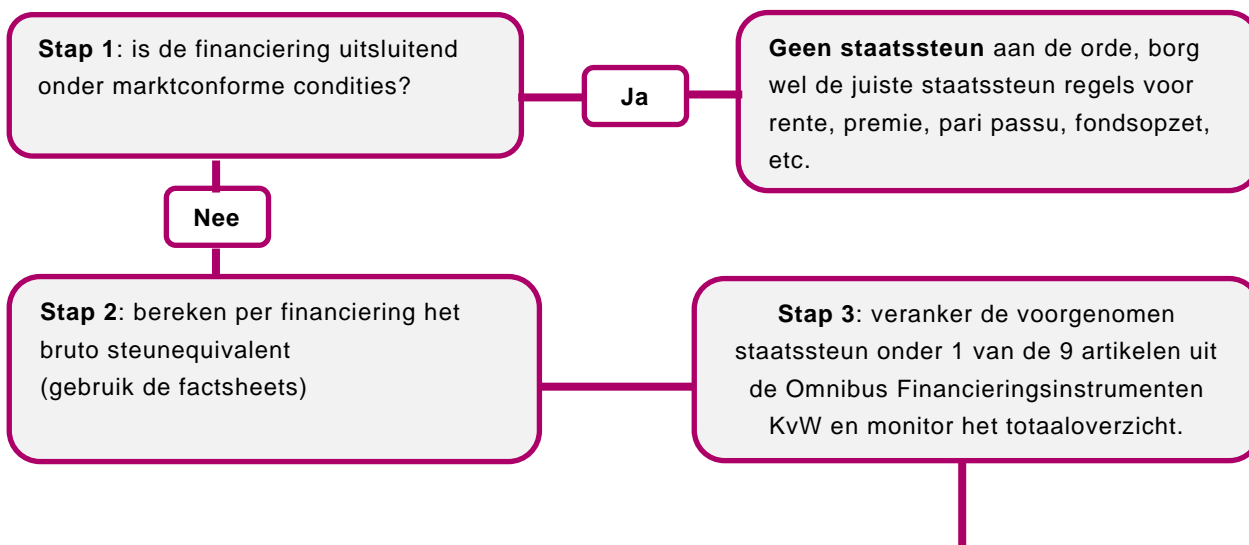 Stap 1: is de financiering uitsluitend
onder marktconforme condities?
Ja
Geen staatssteun aan de orde, borg
wel de juiste staatssteun regels voor
rente, premie, pari passu, fondsopzet,
etc.
Nee
Stap 2: bereken per financiering het
bruto steunequivalent
(gebruik de factsheets)
Stap 3: veranker de voorgenomen
staatssteun onder 1 van de 9 artikelen uit
de Omnibus Financieringsinstrumenten
KvW en monitor het totaaloverzicht.